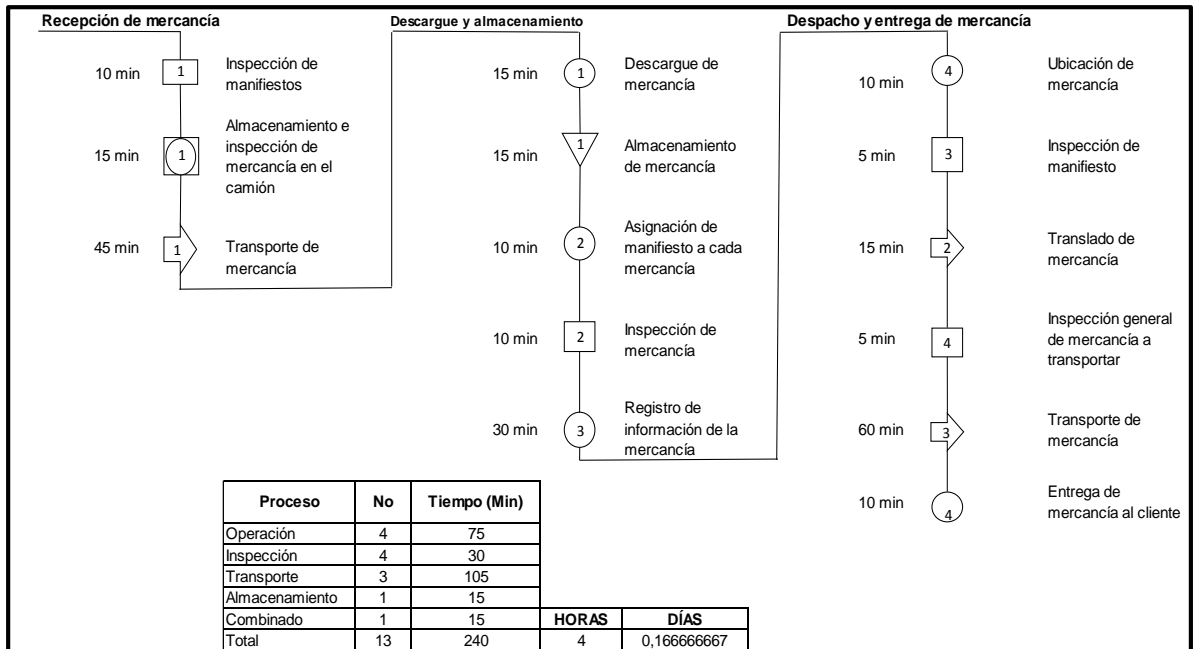 Recepción de mercancía
10 min
1
Inspección de
manifiestos
15 min
1
Almacenamiento e
inspección de
mercancía en el
camión
45 min
1
Transporte de
mercancía
Descargue y almacenamiento
15 min
1
Descargue de
mercancía
15 min
1
Almacenamiento
de mercancía
10 min
2
Asignación de
manifiesto a cada
mercancía
10 min
2
Inspección de
mercancía
30 min
3
Registro de
información de la
mercancía
Despacho y entrega de mercancía
10 min
4
Ubicación de
mercancía
5 min
3
Inspección de
manifiesto
15 min
2
Translado de
mercancía
5 min
4
Inspección general
de mercancía a
transportar
60 min
3
Transporte de
mercancía
10 min
4
Entrega de
mercancía al cliente
Proceso No Tiempo (Min)
Operación 4 75
Inspección 4 30
Transporte 3 105
Almacenamiento 1 15
Combinado 1 15 HORAS DÍAS
Total 13 240 4 0,166666667